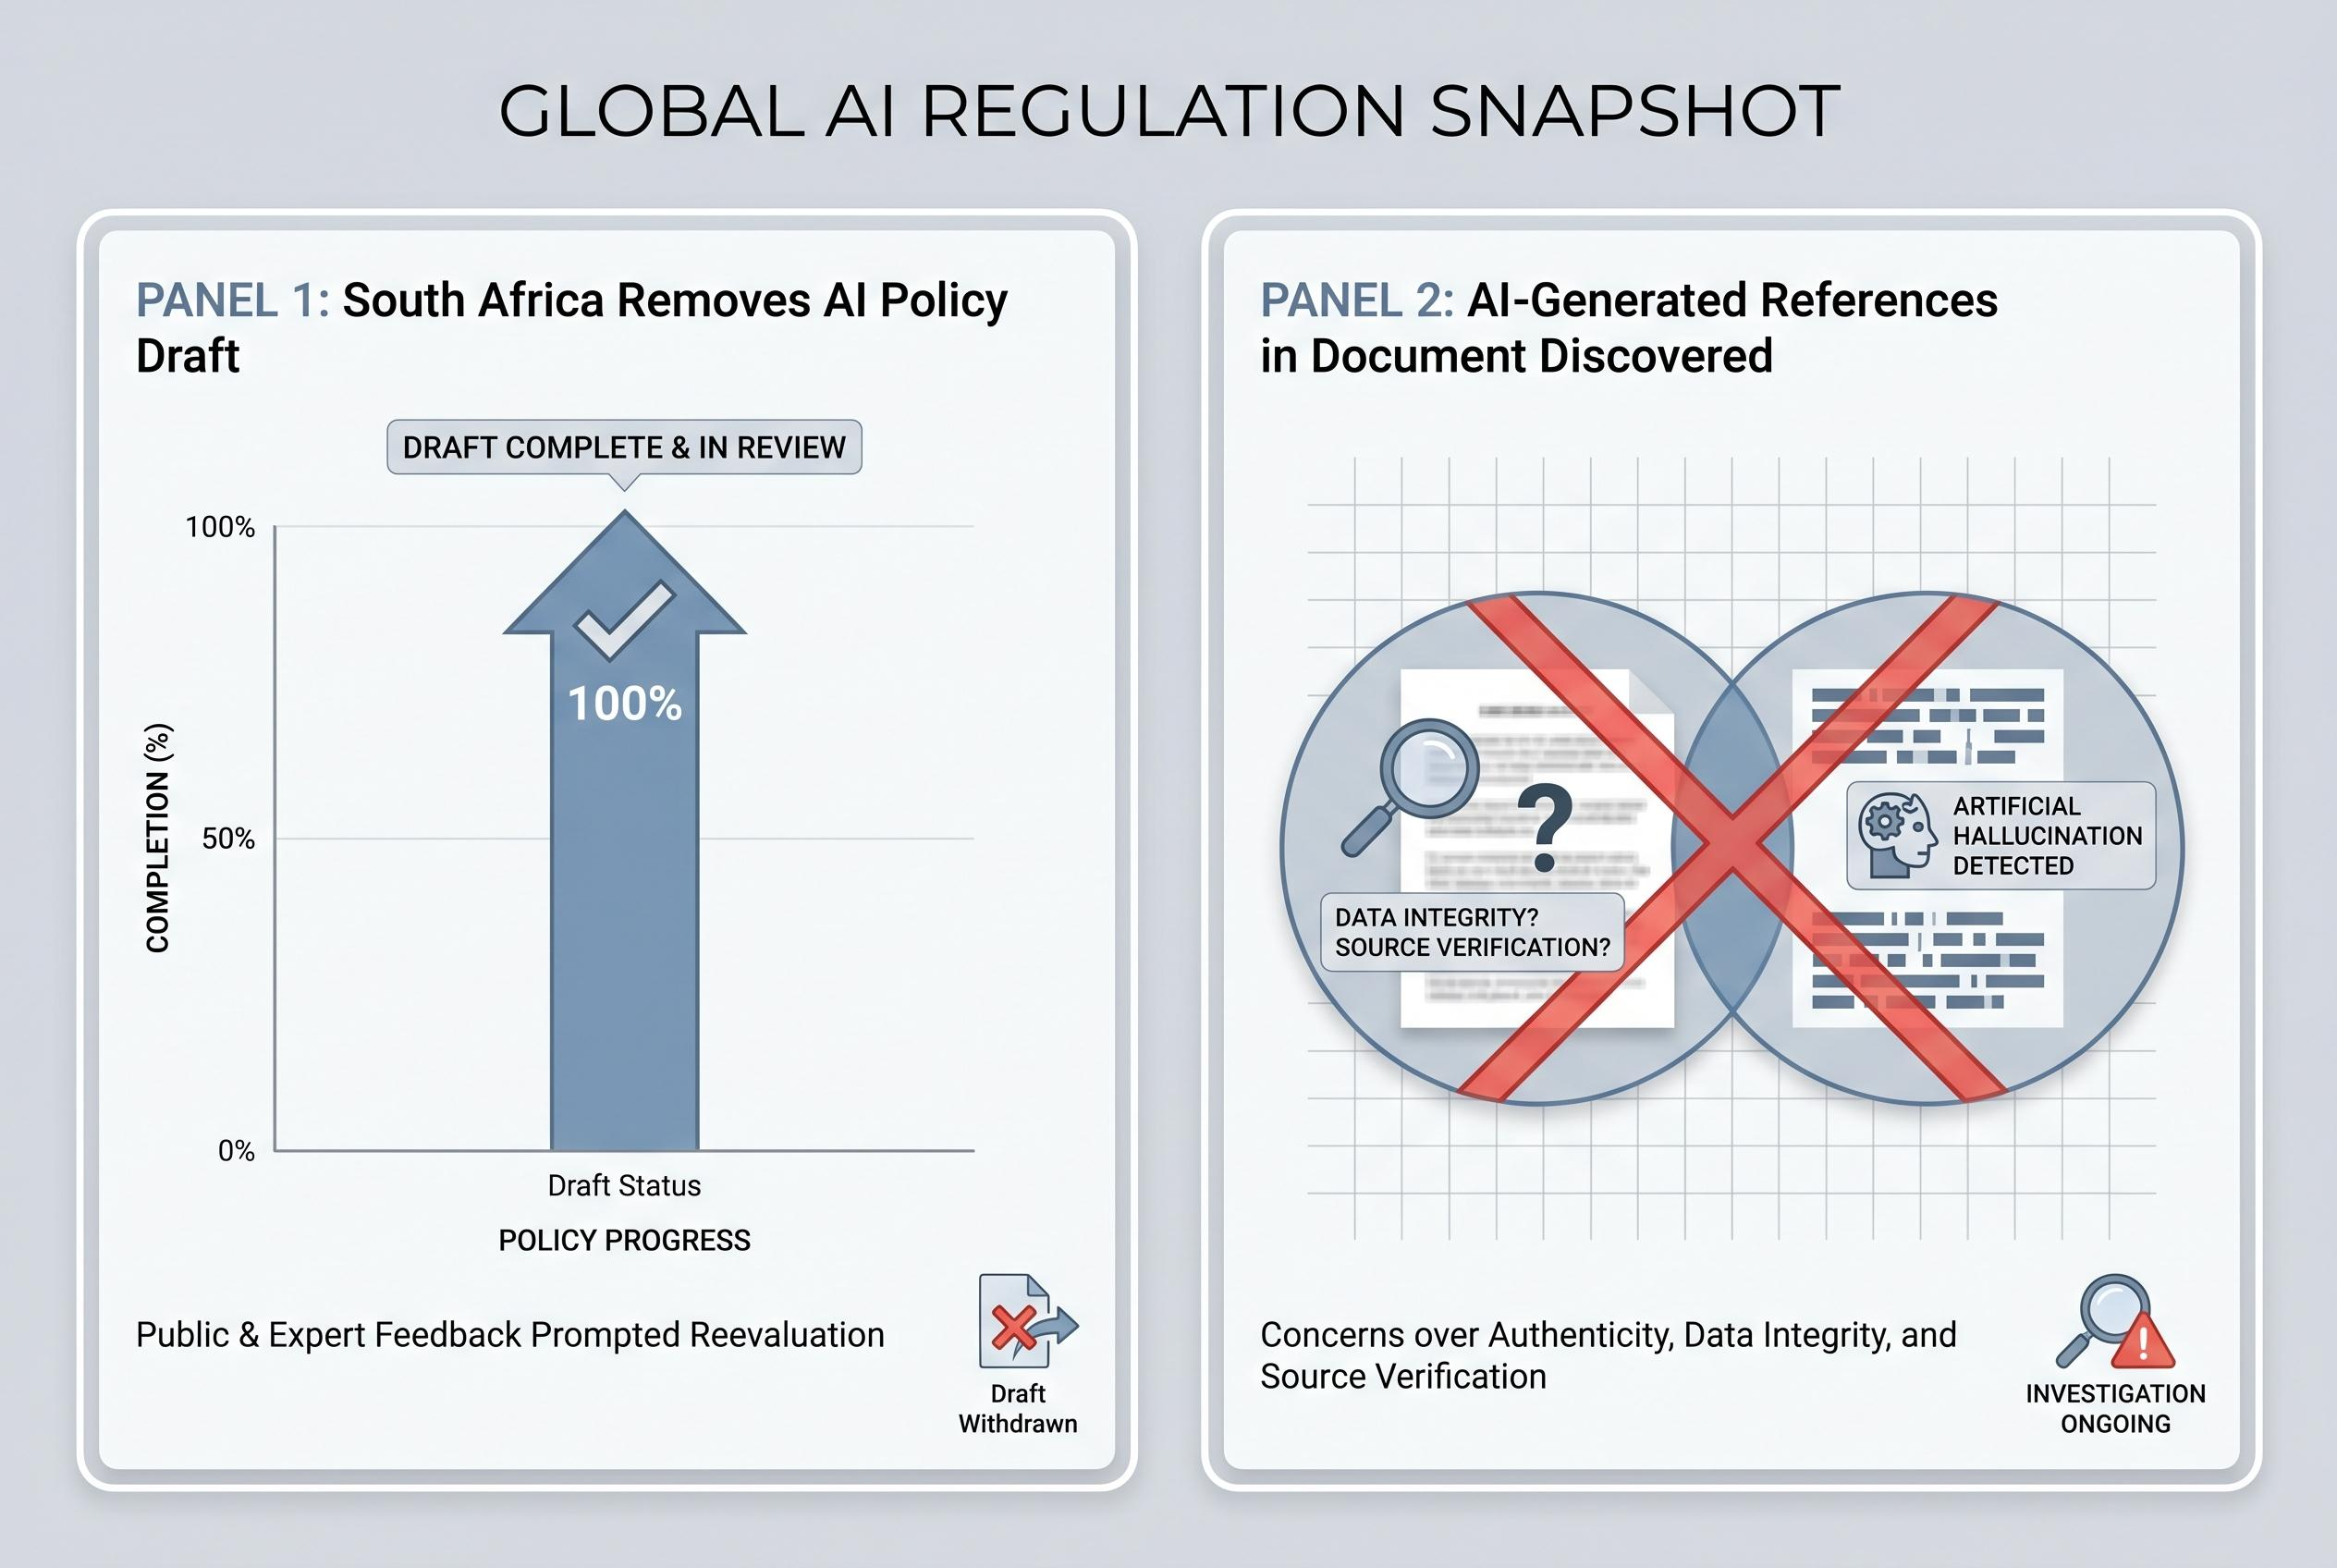 GLOBAL AI REGULATION SNAPSHOT
PANEL 1: South Africa Removes AI Policy
Draft
DRAFT COMPLETE & IN REVIEW
100%
50%
0%
COMPLETION (%)
100%
Draft Status
POLICY PROGRESS
Public & Expert Feedback Prompted Reevaluation
Draft
Withdrawn
PANEL 2: AI-Generated References
in Document Discovered
?
DATA INTEGRITY?
SOURCE VERIFICATION?
ARTIFICIAL
HALLUCINATION
DETECTED
Concerns over Authenticity, Data Integrity, and
Source Verification
INVESTIGATION
ONGOING